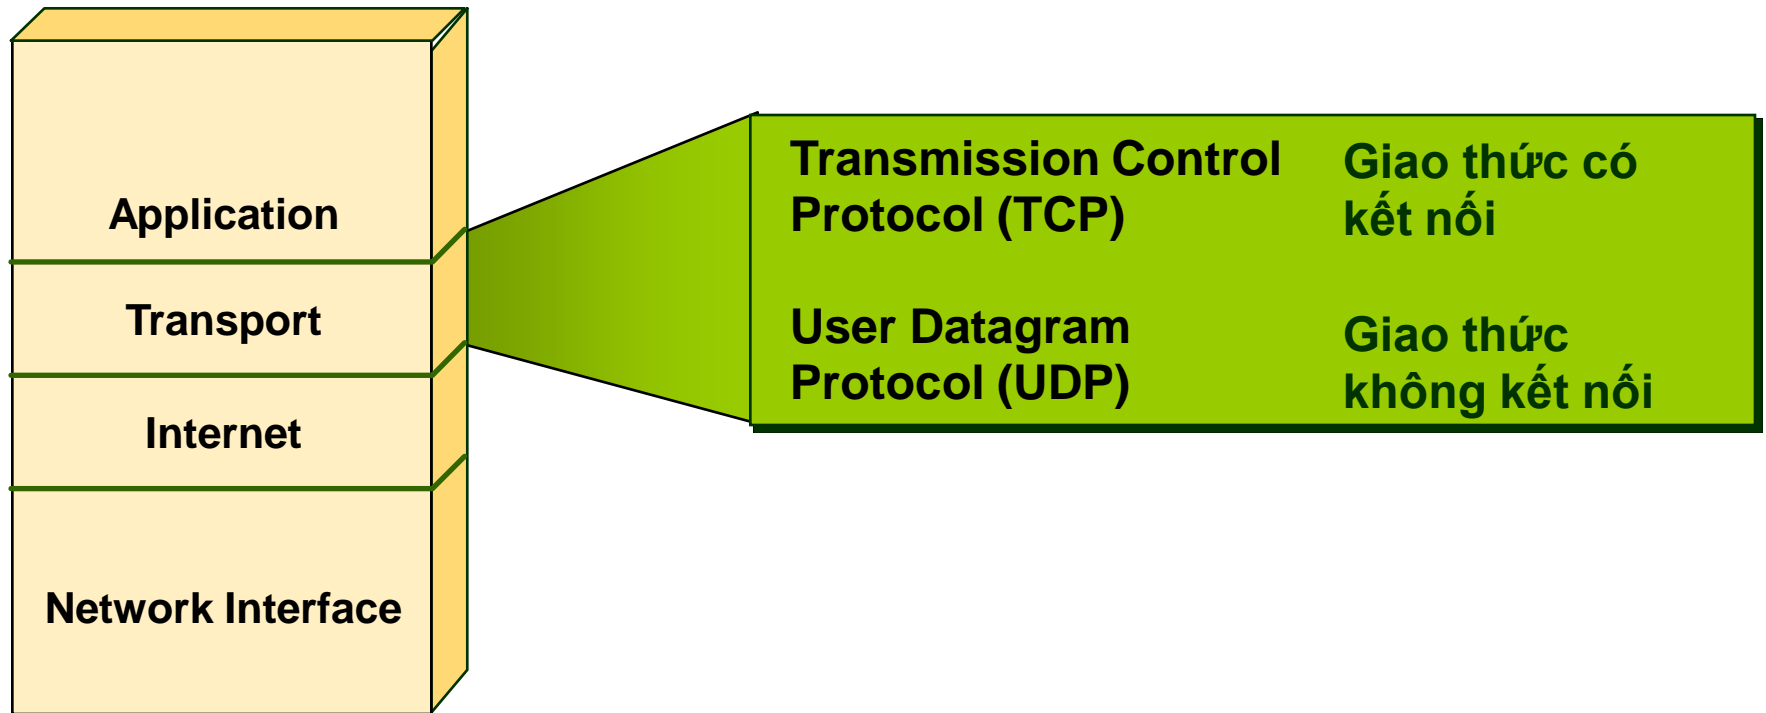 Application
Transport
Internet
Network Interface
Transmission Control
Protocol (TCP)
Giao thức có
kết nối
User Datagram
Protocol (UDP)
Giao thức
không kết nối